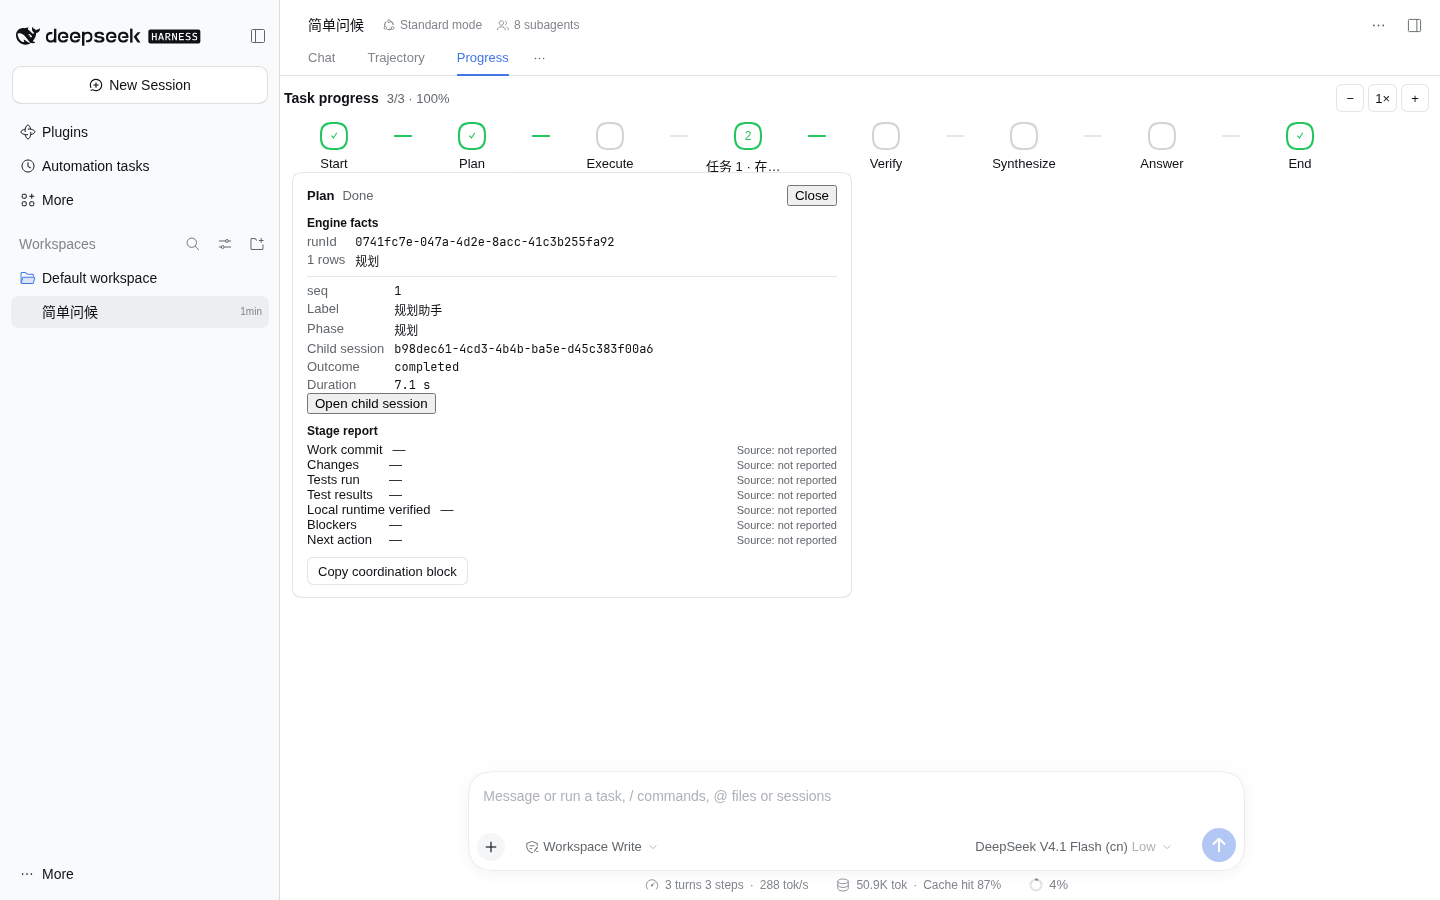 deepseek HARNESS
New Session
Plugins
Automation tasks
More
Workspaces
Default workspace
简单问候 1min
More
简单问候 Standard mode 8 subagents
Chat Trajectory Progress ···
Task progress 3/3 · 100%
− 1× +
2
Start Plan Execute 任务 1 · 在… Verify Synthesize Answer End
Plan Done Close
Engine facts
runId 0741fc7e-047a-4d2e-8acc-41c3b255fa92
1 rows 规划
seq 1
Label 规划助手
Phase 规划
Child session b98dec61-4cd3-4b4b-ba5e-d45c383f00a6
Outcome completed
Duration 7.1 s
Open child session
Stage report
Work commit — Source: not reported
Changes — Source: not reported
Tests run — Source: not reported
Test results — Source: not reported
Local runtime verified — Source: not reported
Blockers — Source: not reported
Next action — Source: not reported
Copy coordination block
Message or run a task, / commands, @ files or sessions
Workspace Write DeepSeek V4.1 Flash (cn) Low
3 turns 3 steps · 288 tok/s 50.9K tok · Cache hit 87% 4%